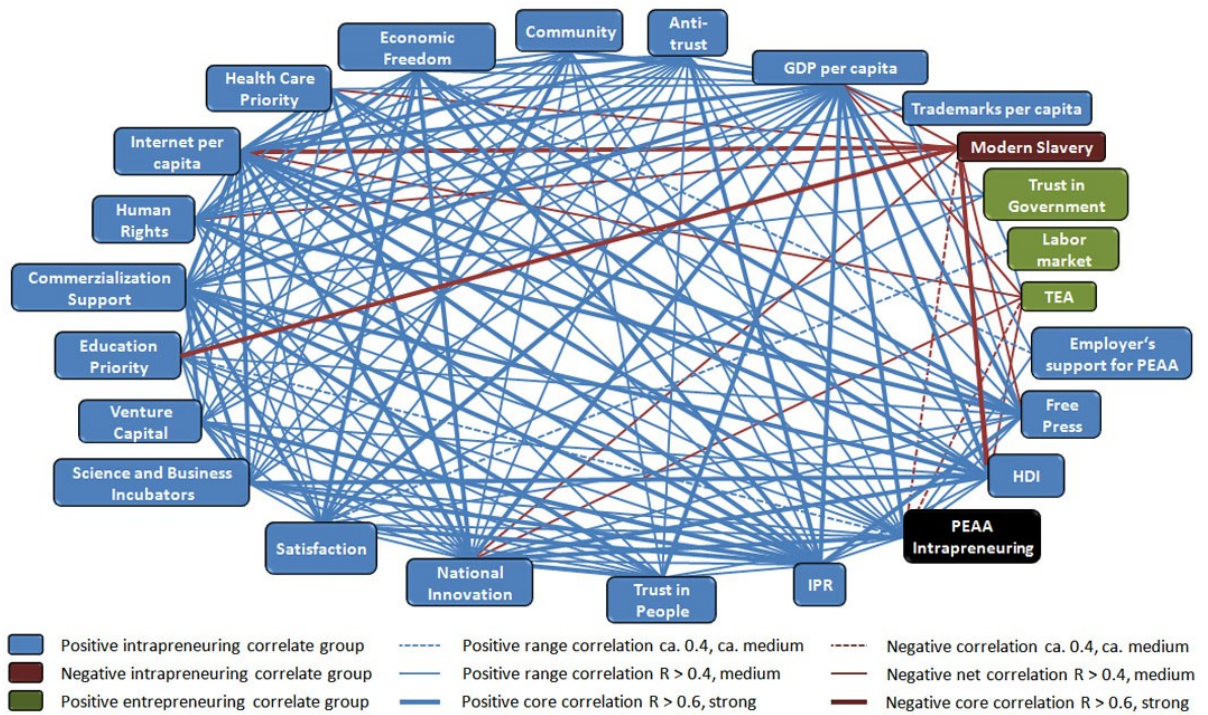 Community
Anti-
trust
Economic
Freedom
GDP per capita
Health Care
Priority
Trademarks per capita
Internet per
capita
Modern Slavery
Trust in
Government
Human
Rights
Labor
market
Commerzialization
Support
TEA
Education
Priority
Employer's
support for PEAA
Venture
Capital
Free
Press
Science and Business
Incubators
HDI
PEAA
Intrapreneuring
Satisfaction
National
Innovation
Trust in
People
IPR
Positive intrapreneuring correlate group
Negative intrapreneuring correlate group
Positive entrepreneuring correlate group
Positive range correlation ca. 0.4, ca. medium
Positive range correlation R > 0.4, medium
Positive core correlation R > 0.6, strong
Negative correlation ca. 0.4, ca. medium
Negative net correlation R > 0.4, medium
Negative core correlation R > 0.6, strong